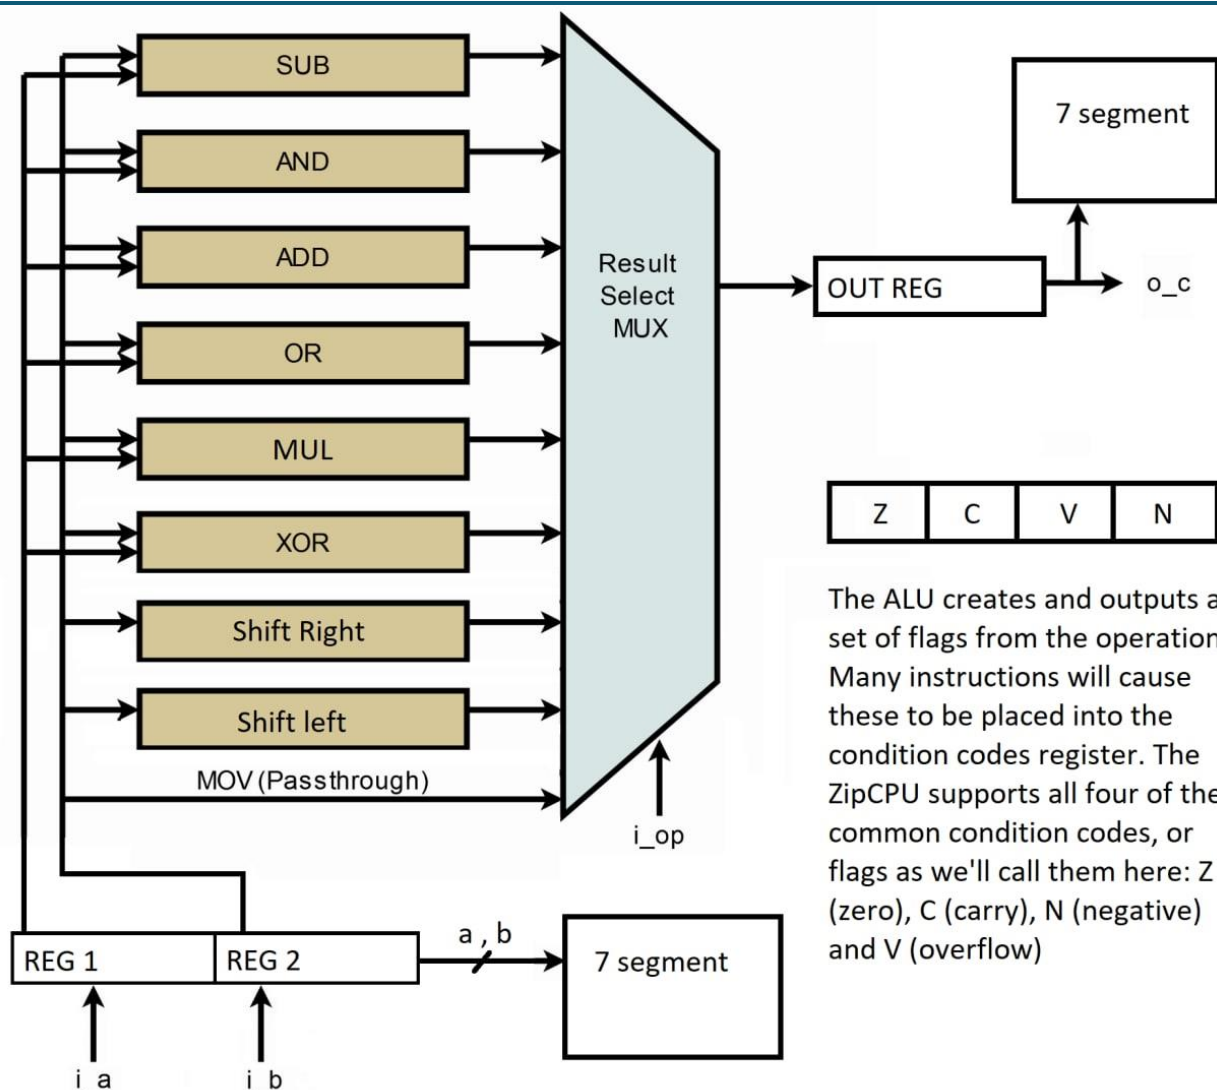 SUB
AND
ADD
OR
MUL
XOR
Shift Right
Shift left
MOV (Passthrough)
Result
Select
MUX
i_op
OUT REG
7 segment
o_c
Z C V N
The ALU creates and outputs a
set of flags from the operation
Many instructions will cause
these to be placed into the
condition codes register. The
ZipCPU supports all four of the
common condition codes, or
flags as we'll call them here: Z
(zero), C (carry), N (negative)
and V (overflow)
REG 1
REG 2
a , b
7 segment
i_a
i_b